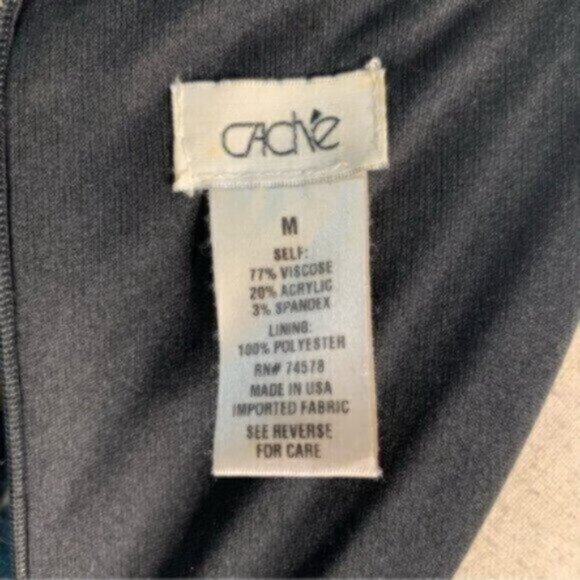 CACHÉ
M
SELF:
77% VISCOSE
20% ACRYLIC
3% SPANDEX
LINING:
100% POLYESTER
RN# 74578
MADE IN USA
IMPORTED FABRIC
SEE REVERSE
FOR CARE